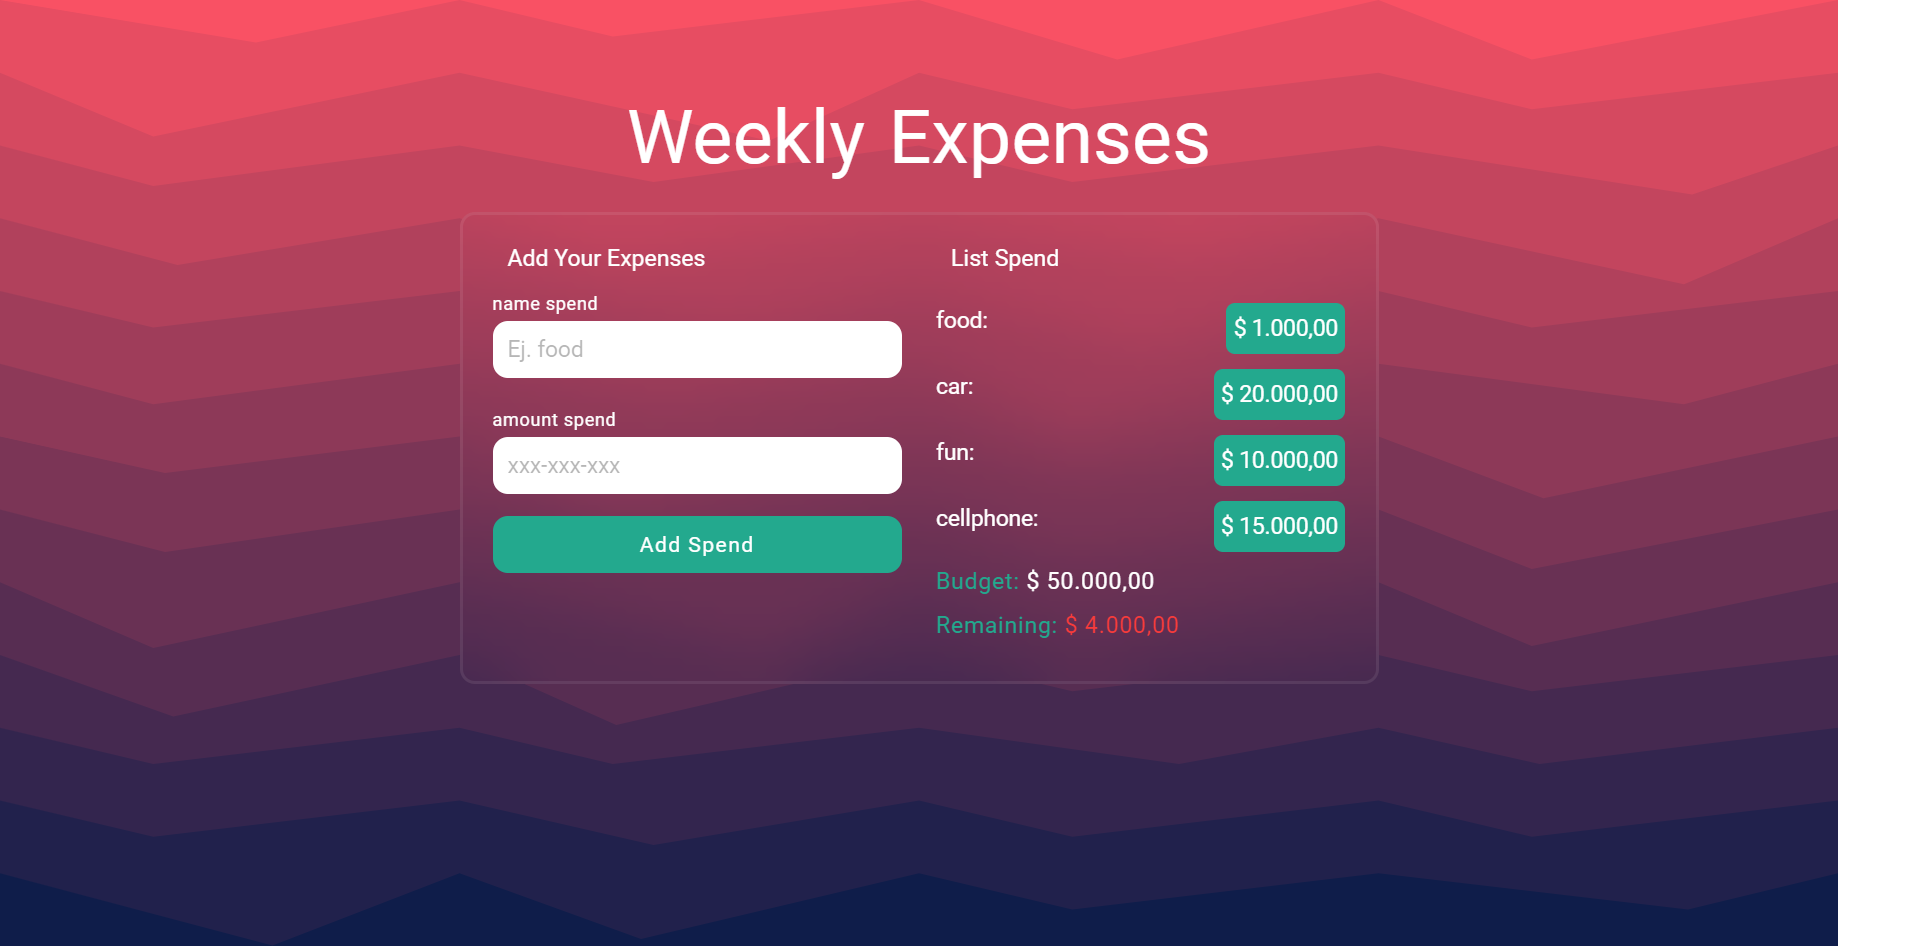 Weekly Expenses
Add Your Expenses
name spend
Ej. food
amount spend
xxx-xxx-xxx
Add Spend
List Spend
food: $ 1.000,00
car: $ 20.000,00
fun: $ 10.000,00
cellphone: $ 15.000,00
Budget: $ 50.000,00
Remaining: $ 4.000,00